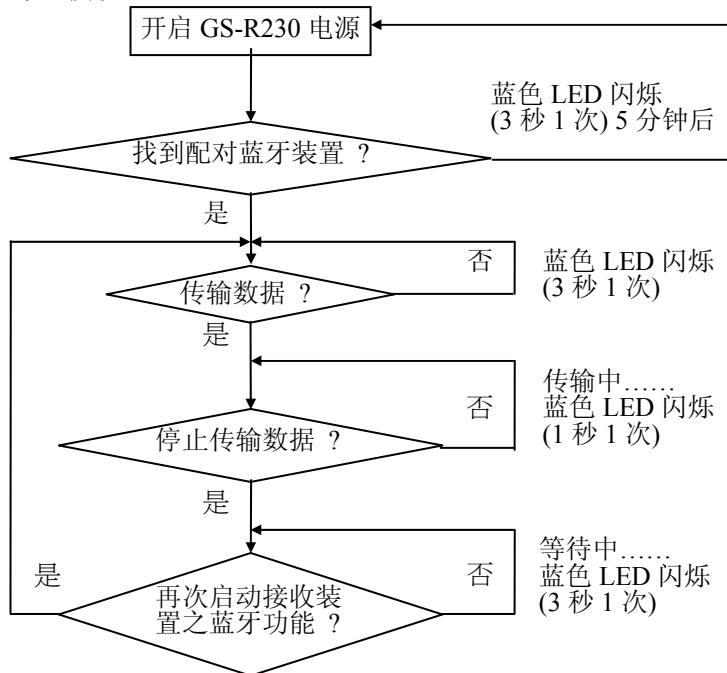 开启 GS-R230 电源
蓝色 LED 闪烁
(3 秒 1 次) 5 分钟后
找到配对蓝牙装置 ?
是
否
蓝色 LED 闪烁
(3 秒 1 次)
传输数据 ?
是
传输中……
否
蓝色 LED 闪烁
(1 秒 1 次)
停止传输数据 ?
是
等待中……
是
否
蓝色 LED 闪烁
(3 秒 1 次)
再次启动接收装
置之蓝牙功能 ?